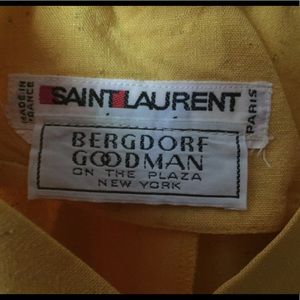 MADE IN FRANCE
SAINT LAURENT
PARIS
BERGDORF
GOODMAN
ON THE PLAZA
NEW YORK